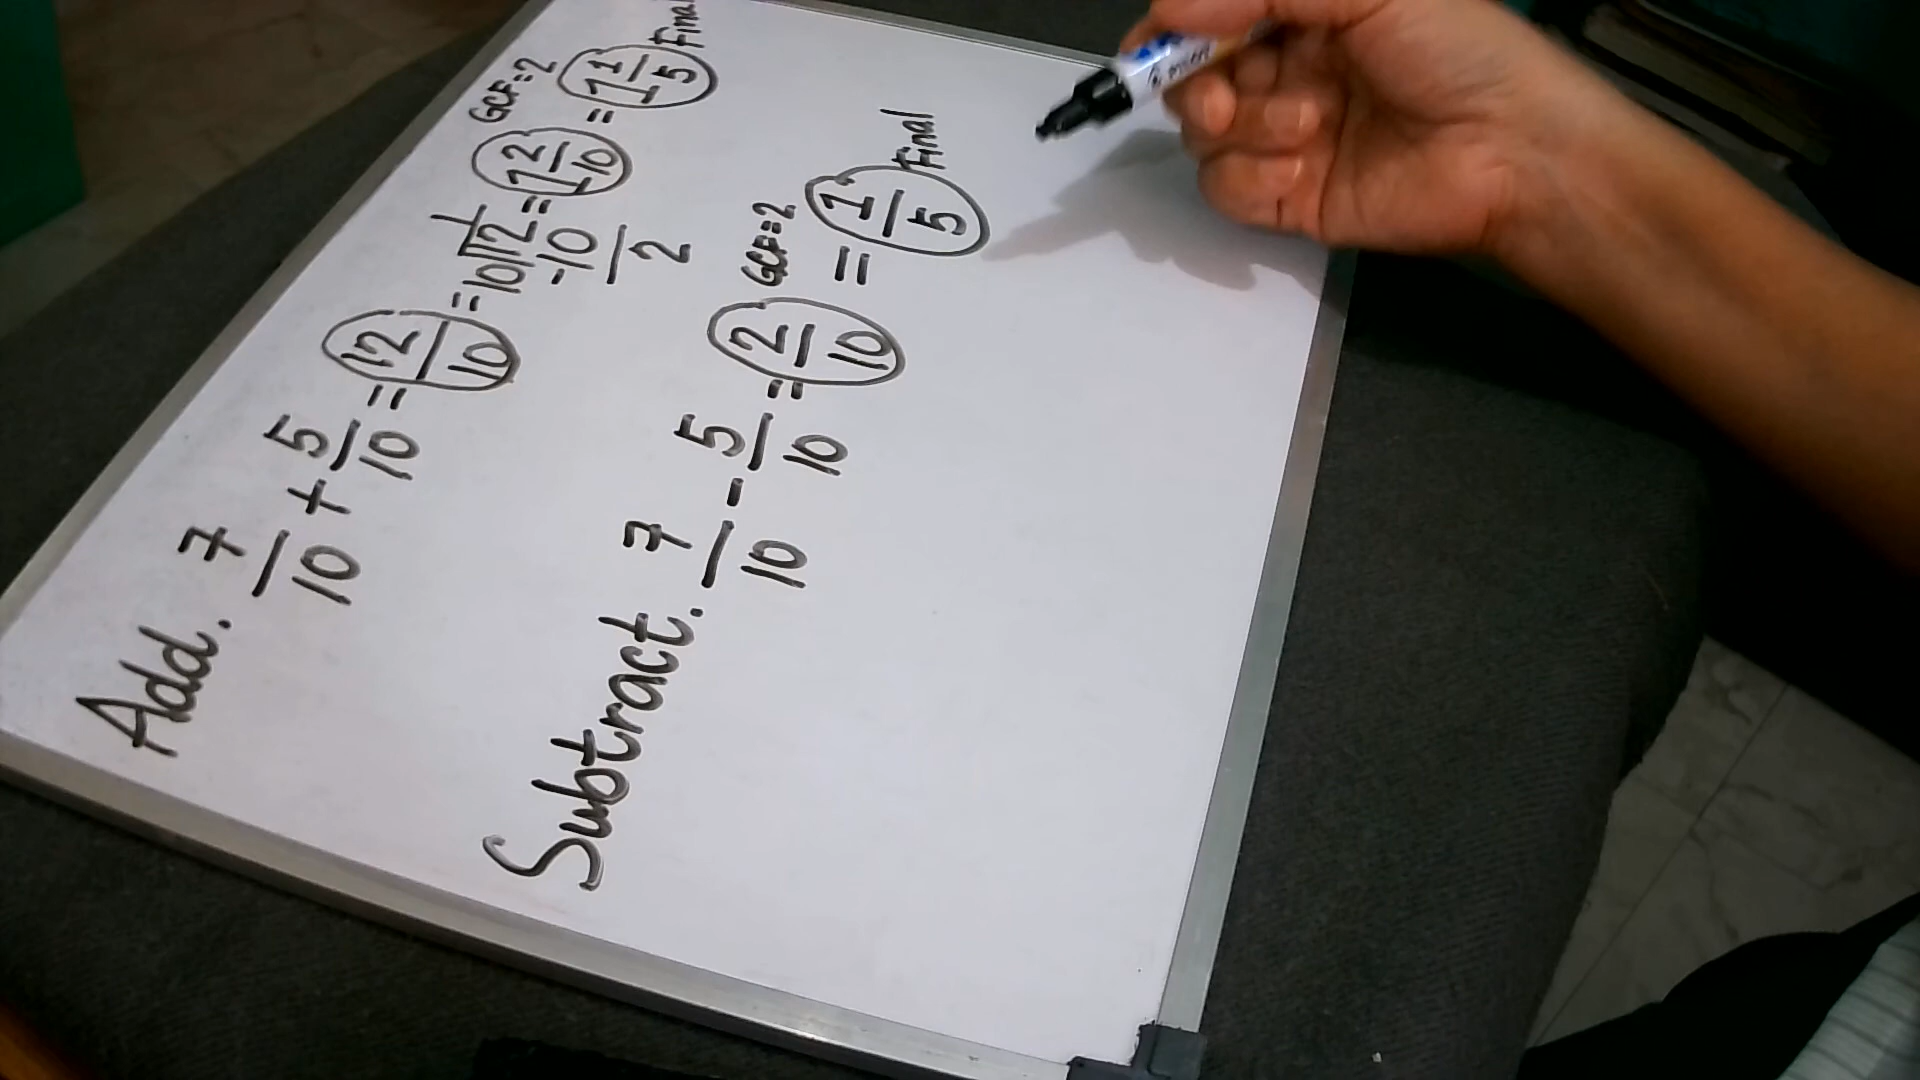 Add. 7/10 + 5/10 = 12/10 = 10)12 = 1 2/10 GCF=2 = 1 1/5 Final
1
-10
2
Subtract. 7/10 - 5/10 = 2/10 GCF=2 = 1/5 Final